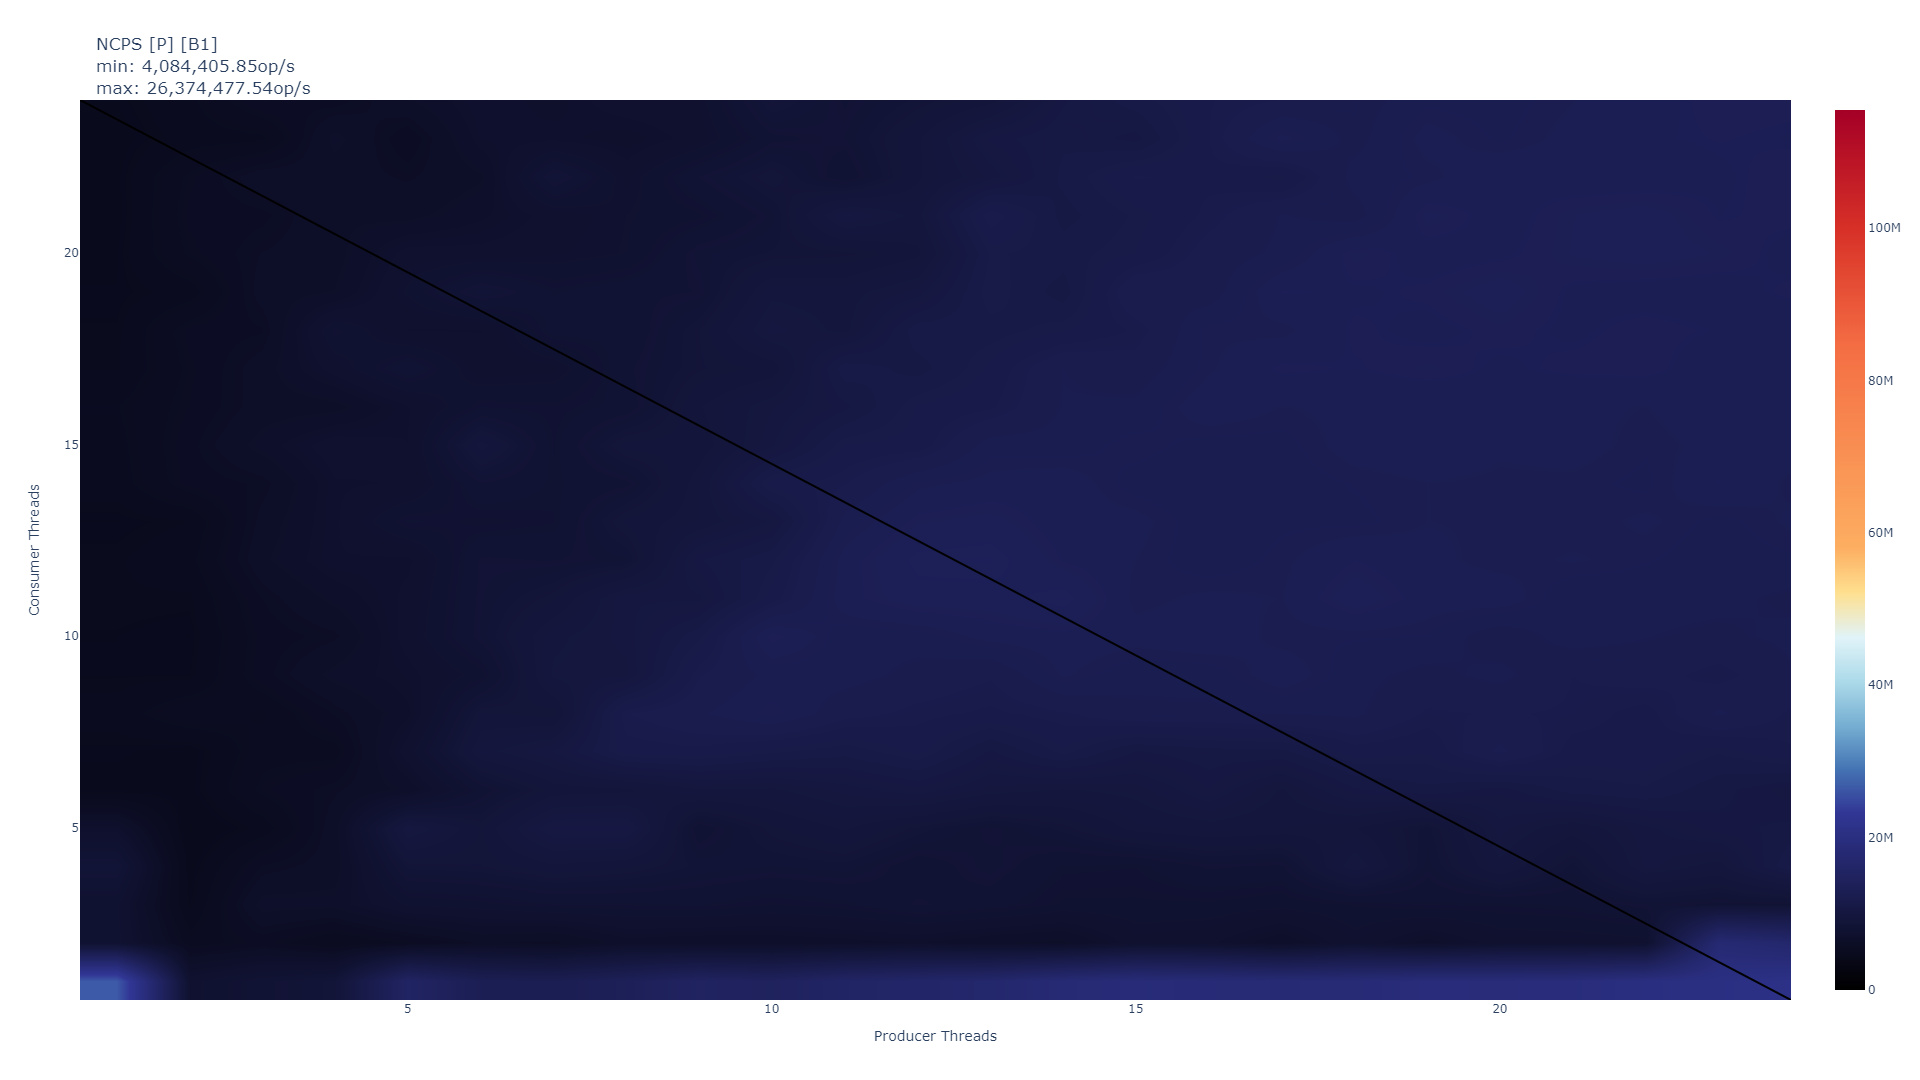 NCPS [P] [B1]
min: 4,084,405.85op/s
max: 26,374,477.54op/s
20
15
10
5
Consumer Threads
5
10
15
20
Producer Threads
100M
80M
60M
40M
20M
0